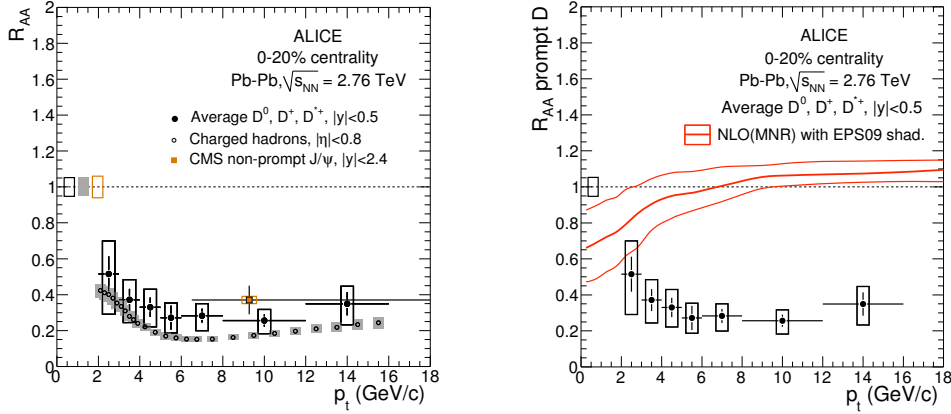 R_AA
2
1.8
1.6
1.4
1.2
1
0.8
0.6
0.4
0.2
0
ALICE
0-20% centrality
Pb-Pb, √s_NN = 2.76 TeV
Average D⁰, D⁺, D*⁺, |y|<0.5
Charged hadrons, |η|<0.8
CMS non-prompt J/ψ, |y|<2.4
0 2 4 6 8 10 12 14 16 18
p_t (GeV/c)
R_AA prompt D
2
1.8
1.6
1.4
1.2
1
0.8
0.6
0.4
0.2
0
ALICE
0-20% centrality
Pb-Pb, √s_NN = 2.76 TeV
Average D⁰, D⁺, D*⁺, |y|<0.5
NLO(MNR) with EPS09 shad.
0 2 4 6 8 10 12 14 16 18
p_t (GeV/c)